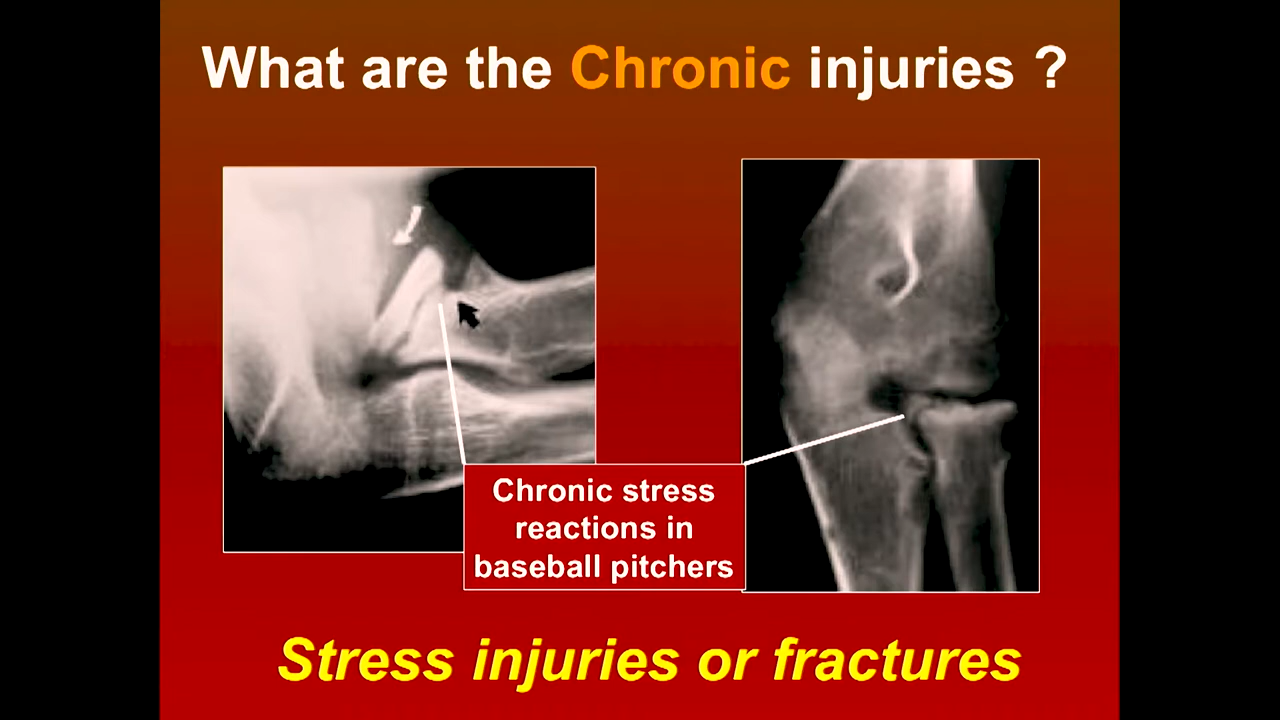 What are the Chronic injuries ?
Chronic stress
reactions in
baseball pitchers
Stress injuries or fractures